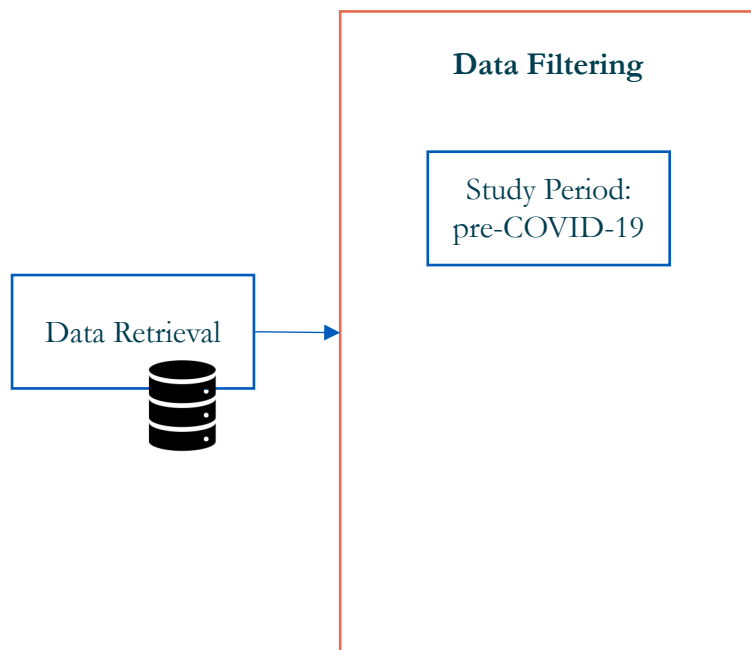 Data Filtering
Study Period:
pre-COVID-19
Data Retrieval